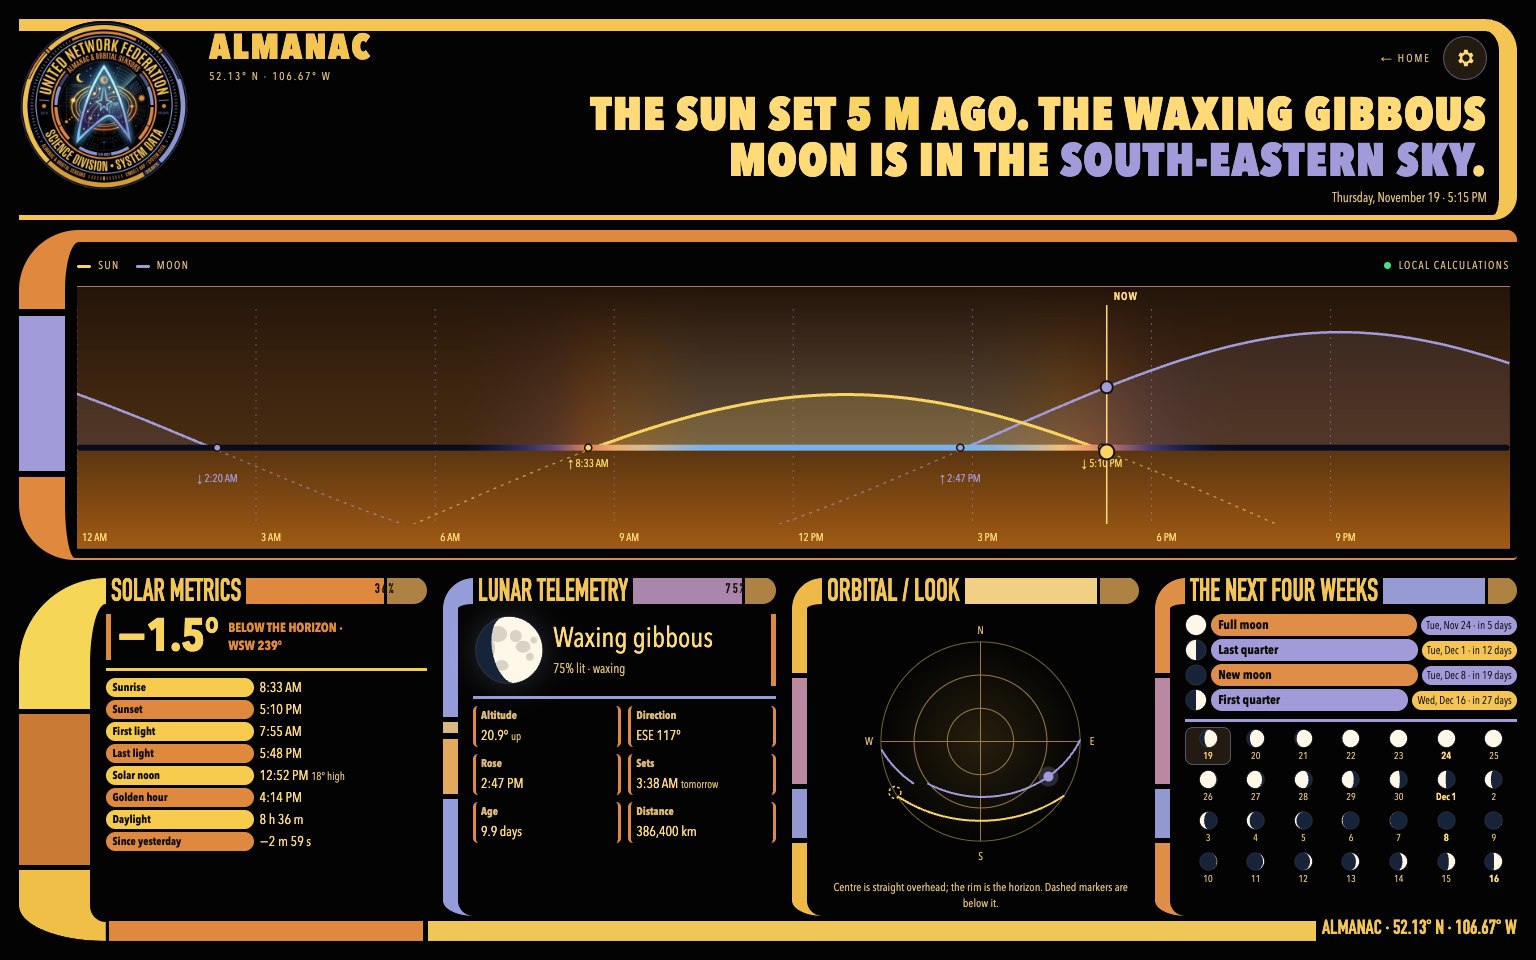 UNITED NETWORK FEDERATION
ALMANAC & ORBITAL SENSORS
SCIENCE DIVISION • SYSTEM DATA
ALMANAC
52.13° N · 106.67° W
← HOME
THE SUN SET 5 M AGO. THE WAXING GIBBOUS
MOON IS IN THE SOUTH-EASTERN SKY.
Thursday, November 19 · 5:15 PM
SUN
MOON
LOCAL CALCULATIONS
NOW
↑ 8:33 AM
↓ 5:10 PM
↓ 2:20 AM
↑ 2:47 PM
12 AM
3 AM
6 AM
9 AM
12 PM
3 PM
6 PM
9 PM
SOLAR METRICS
−1.5°
BELOW THE HORIZON ·
WSW 239°
Sunrise 8:33 AM
Sunset 5:10 PM
First light 7:55 AM
Last light 5:48 PM
Solar noon 12:52 PM 18° high
Golden hour 4:14 PM
Daylight 8 h 36 m
Since yesterday −2 m 59 s
LUNAR TELEMETRY
Waxing gibbous
75% lit · waxing
Altitude
20.9° up
Direction
ESE 117°
Rose
2:47 PM
Sets
3:38 AM tomorrow
Age
9.9 days
Distance
386,400 km
ORBITAL / LOOK
N
W
E
S
Centre is straight overhead; the rim is the horizon. Dashed markers are
below it.
THE NEXT FOUR WEEKS
Full moon Tue, Nov 24 · in 5 days
Last quarter Tue, Dec 1 · in 12 days
New moon Tue, Dec 8 · in 19 days
First quarter Wed, Dec 16 · in 27 days
19 20 21 22 23 24 25
26 27 28 29 30 Dec 1 2
3 4 5 6 7 8 9
10 11 12 13 14 15 16
ALMANAC · 52.13° N · 106.67° W